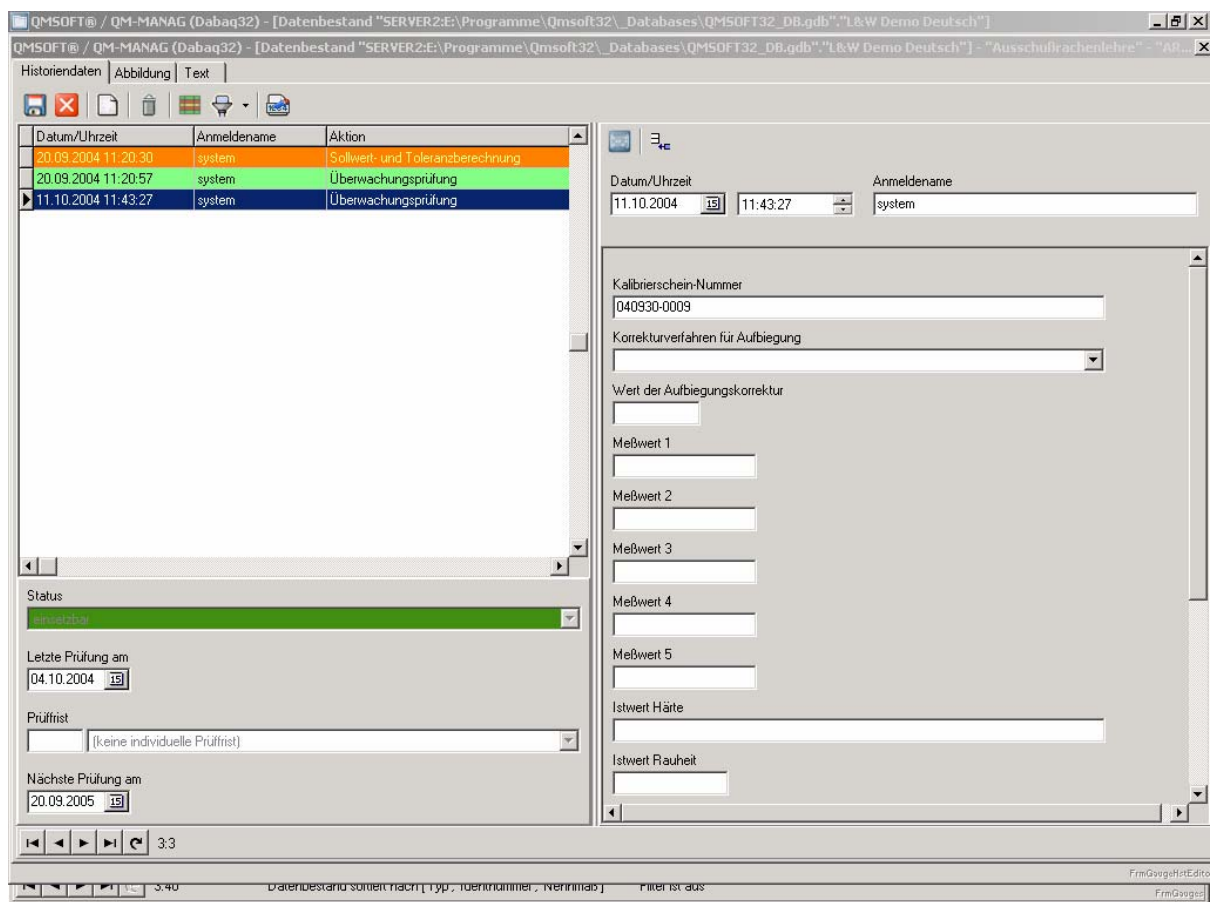 QMSOFT® / QM-MANAG (Dabaq32) - [Datenbestand "SERVER2:E:\Programme\Qmsoft32\_Databases\QMSOFT32_DB.gdb","L&W Demo Deutsch"]
QMSOFT® / QM-MANAG (Dabaq32) - [Datenbestand "SERVER2:E:\Programme\Qmsoft32\_Databases\QMSOFT32_DB.gdb","L&W Demo Deutsch"] - "Ausschußrachenlehre" - "AR...
Historiendaten Abbildung Text
Datum/Uhrzeit Anmeldename Aktion
20.09.2004 11:20:30 system Sollwert- und Toleranzberechnung
20.09.2004 11:20:57 system Überwachungsprüfung
11.10.2004 11:43:27 system Überwachungsprüfung
Status
einsetzbar
Letzte Prüfung am
04.10.2004 15
Prüffrist
(keine individuelle Prüffrist)
Nächste Prüfung am
20.09.2005 15
Datum/Uhrzeit Anmeldename
11.10.2004 15 11:43:27 system
Kalibrierschein-Nummer
040930-0009
Korrekturverfahren für Aufbiegung
Wert der Aufbiegungskorrektur
Meßwert 1
Meßwert 2
Meßwert 3
Meßwert 4
Meßwert 5
Istwert Härte
Istwert Rauheit
3:3
FrmGaugeHstEdito
3:40 Datenbestand sortiert nach [Typ, Identnummer, Nennmaß] Filter ist aus
FrmGauges